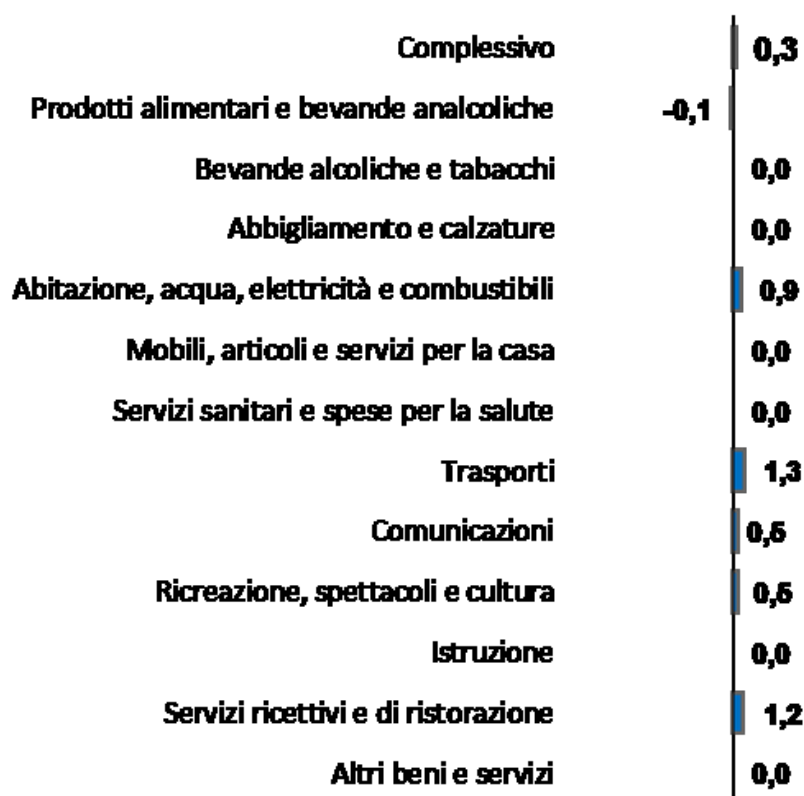 Complessivo 0,3
Prodotti alimentari e bevande analcoliche -0,1
Bevande alcoliche e tabacchi 0,0
Abbigliamento e calzature 0,0
Abitazione, acqua, elettricità e combustibili 0,9
Mobili, articoli e servizi per la casa 0,0
Servizi sanitari e spese per la salute 0,0
Trasporti 1,3
Comunicazioni 0,5
Ricreazione, spettacoli e cultura 0,5
Istruzione 0,0
Servizi ricettivi e di ristorazione 1,2
Altri beni e servizi 0,0